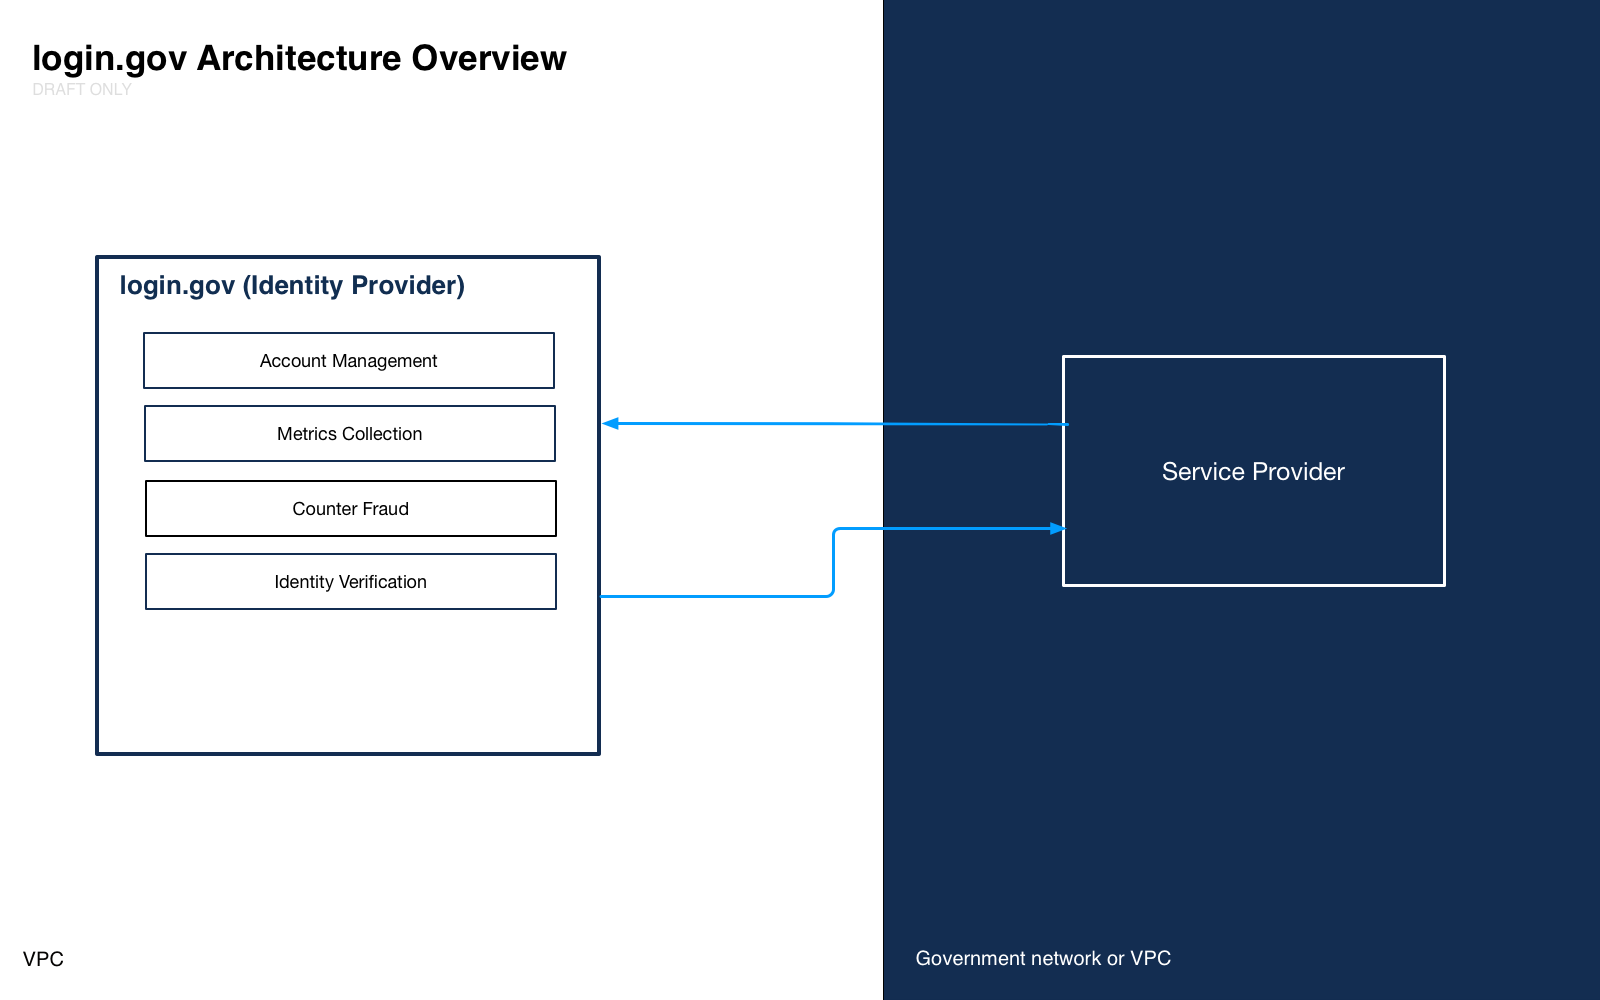 login.gov Architecture Overview
DRAFT ONLY
login.gov (Identity Provider)
Account Management
Metrics Collection
Counter Fraud
Identity Verification
Service Provider
VPC
Government network or VPC